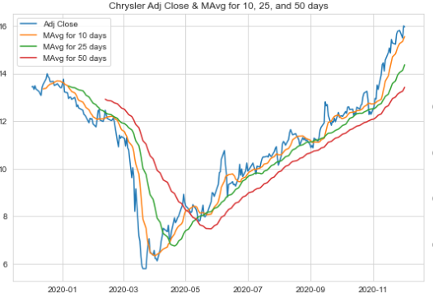 Chrysler Adj Close & MAvg for 10, 25, and 50 days
Adj Close
MAvg for 10 days
MAvg for 25 days
MAvg for 50 days
16
14
12
10
8
6
2020-01
2020-03
2020-05
2020-07
2020-09
2020-11